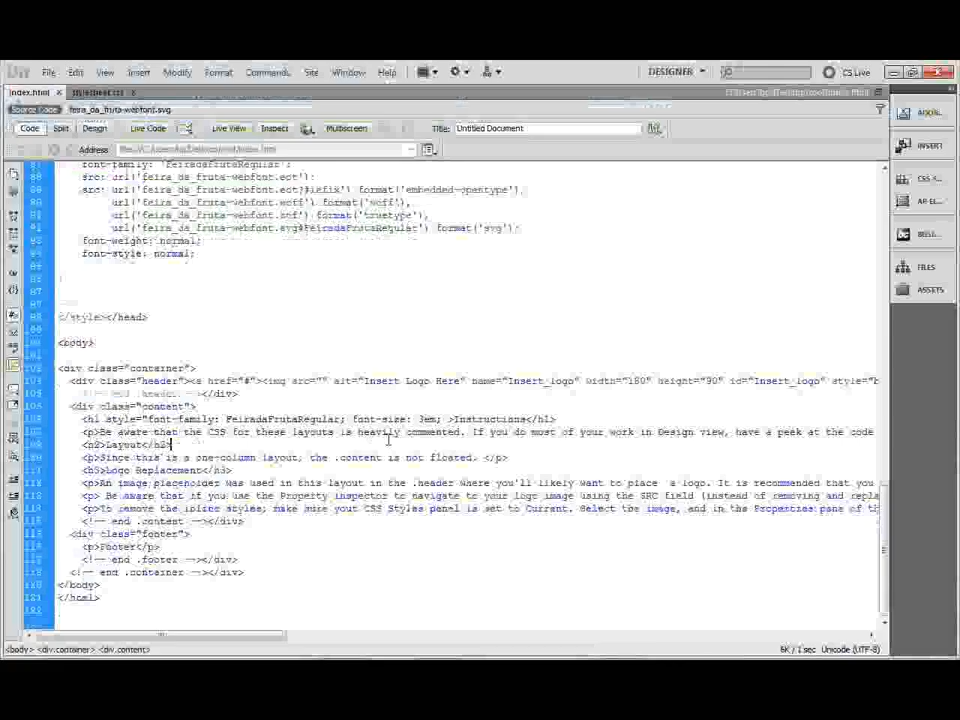 File Edit View Insert Modify Format Commands Site Window Help DESIGNER CS Live
index.html
Source Code feira_da_fruta-webfont.svg
Code Split Design Live Code Live View Inspect Multiscreen Title: Untitled Document
Address
INSERT
font-family: 'FeiradaFrutaRegular';
src: url('feira_da_fruta-webfont.eot');
src: url('feira_da_fruta-webfont.eot?#iefix') format('embedded-opentype'),
url('feira_da_fruta-webfont.woff') format('woff'),
url('feira_da_fruta-webfont.ttf') format('truetype'),
url('feira_da_fruta-webfont.svg#FeiradaFrutaRegular') format('svg');
font-weight: normal;
font-style: normal;
FILES
ASSETS
</style></head>
<body>
<div class="container">
<div class="header"><a href="#"><img src="" alt="Insert Logo Here" name="Insert_logo" width="180" height="90" id="Insert_logo" style="b
<!-- end .header --></div>
<div class="content">
<h1 style="font-family: FeiradaFrutaRegular; font-size: 3em; >Instructions</h1>
<p>Be aware that the CSS for these layouts is heavily commented. If you do most of your work in Design view, have a peek at the code
<h2>Layout</h2>
<p>Since this is a one-column layout, the .content is not floated. </p>
<h3>Logo Replacement</h3>
<p>An image placeholder was used in this layout in the .header where you'll likely want to place a logo. It is recommended that you
<p> Be aware that if you use the Property inspector to navigate to your logo image using the SRC field (instead of removing and repla
<p>To remove the inline styles, make sure your CSS Styles panel is set to Current. Select the image, and in the Properties pane of th
<!-- end .content --></div>
<div class="footer">
<p>Footer</p>
<!-- end .footer --></div>
<!-- end .container --></div>
</body>
</html>
<body> <div.container> <div.content> 6K / 1 sec Unicode (UTF-8)